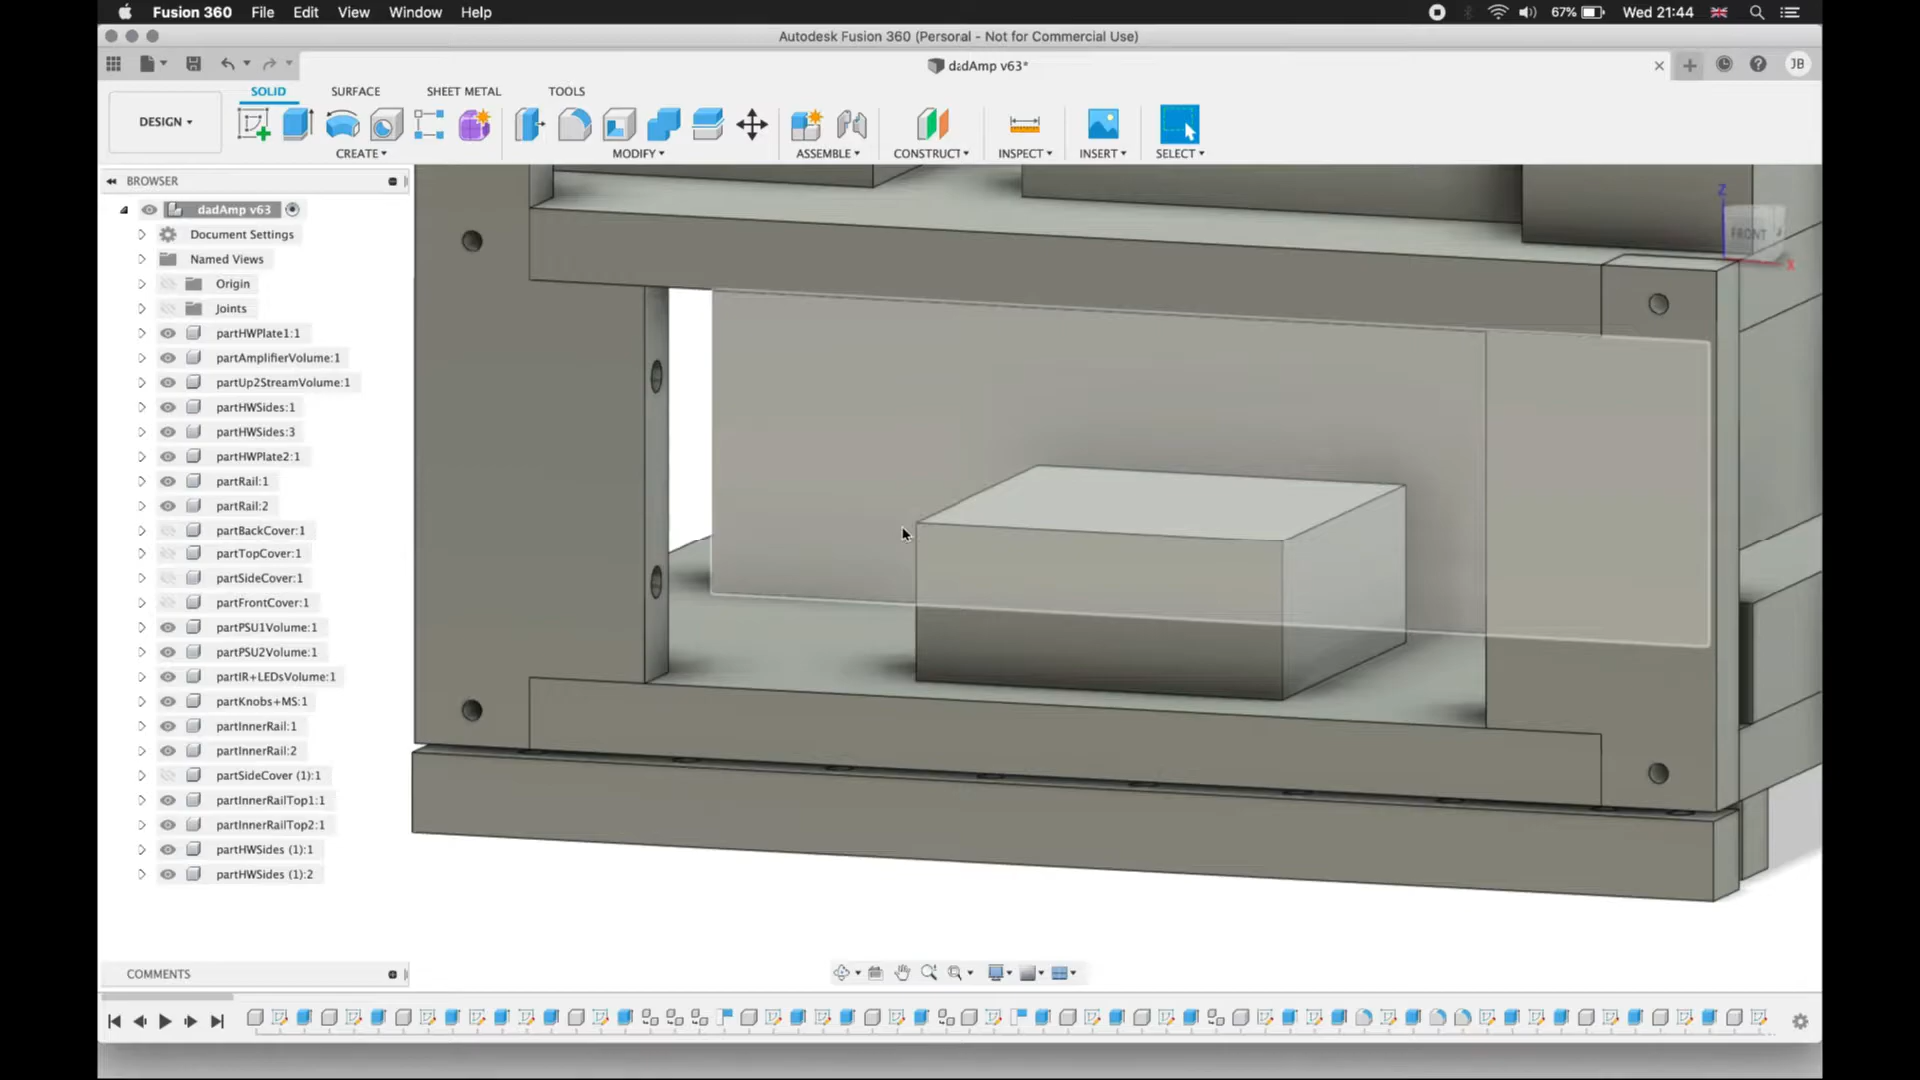 Fusion 360 File Edit View Window Help 67% Wed 21:44
Autodesk Fusion 360 (Personal - Not for Commercial Use)
dadAmp v63* JB
SOLID SURFACE SHEET METAL TOOLS
DESIGN
CREATE MODIFY ASSEMBLE CONSTRUCT INSPECT INSERT SELECT
BROWSER
dadAmp v63
Document Settings
Named Views
Origin
Joints
partHWPlate1:1
partAmplifierVolume:1
partUp2StreamVolume:1
partHWSides:1
partHWSides:3
partHWPlate2:1
partRail:1
partRail:2
partBackCover:1
partTopCover:1
partSideCover:1
partFrontCover:1
partPSU1Volume:1
partPSU2Volume:1
partIR+LEDsVolume:1
partKnobs+MS:1
partInnerRail:1
partInnerRail:2
partSideCover (1):1
partInnerRailTop1:1
partInnerRailTop2:1
partHWSides (1):1
partHWSides (1):2
Z
FRONT
X
COMMENTS